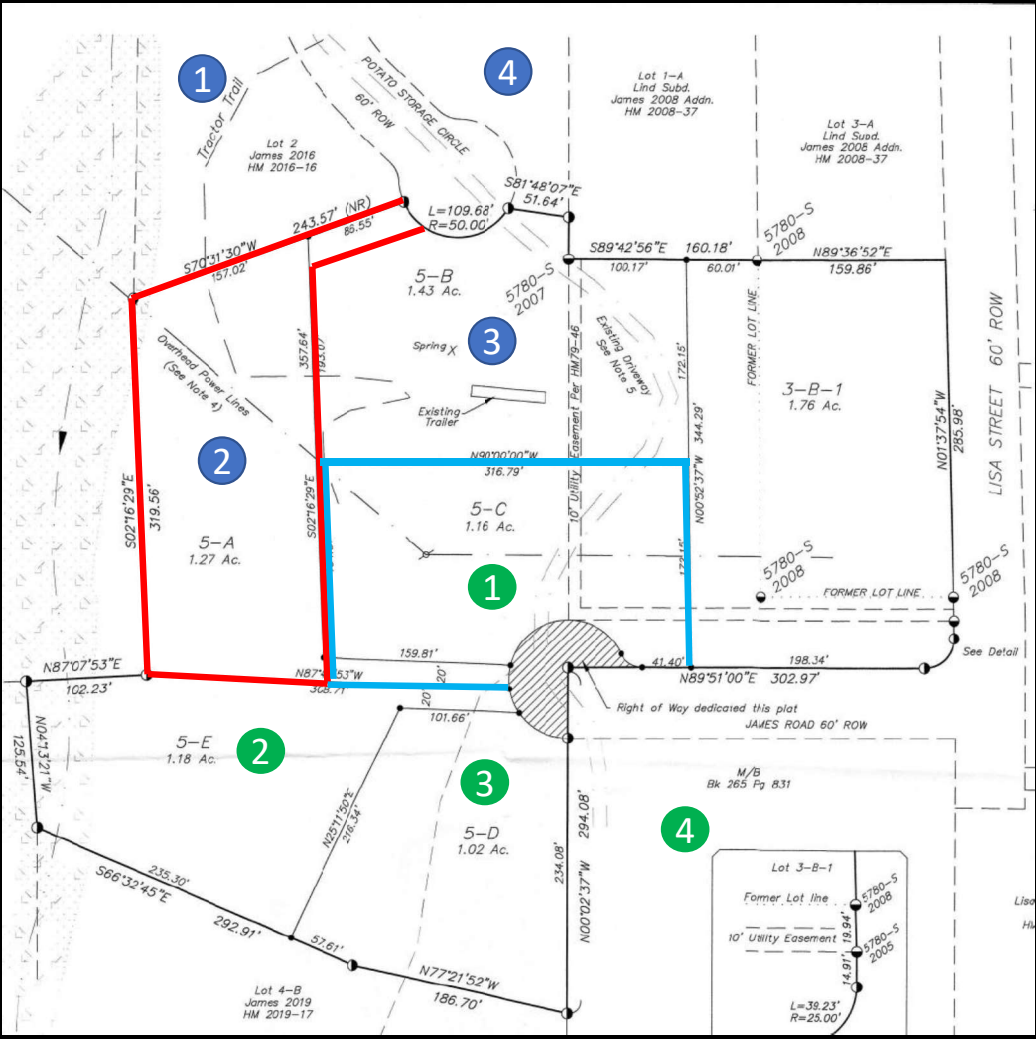 1
4
Tractor Trail
POTATO STORAGE CIRCLE
60' ROW
Lot 2
James 2016
HM 2016-16
Lot 1-A
Lind Subd.
James 2008 Addn.
HM 2008-37
Lot 3-A
Lind Subd.
James 2008 Addn.
HM 2008-37
S81°48'07"E
51.64'
243.57' (NR)
S70°31'30"W
157.02'
86.55'
L=109.68'
R=50.00'
5780-S
2008
S89°42'56"E 160.18'
100.17'
60.01'
N89°36'52"E
159.86'
5-B
1.43 Ac.
5780-S
2007
3
Spring X
Existing
Trailer
Existing Driveway
See Note 5
10' Utility Easement Per HM79-46
FORMER LOT LINE
172.15'
344.29'
N00°52'37"W
172.15'
3-B-1
1.76 Ac.
N01°37'54"W
285.98'
LISA STREET 60' ROW
Overhead Power Lines
(See Note 4)
357.64'
193.07'
2
S02°16'29"E
319.56'
S02°16'29"E
5-A
1.27 Ac.
N90°00'00"W
316.79'
5-C
1.16 Ac.
1
5780-S
2008
FORMER LOT LINE
5780-S
2008
See Detail
N87°07'53"E
102.23'
308.71'
159.81'
20'
20'
101.66'
41.40'
198.34'
N89°51'00"E 302.97'
Right of Way dedicated this plat
JAMES ROAD 60' ROW
N04°13'21"W
125.54'
5-E
1.18 Ac.
2
3
5-D
1.02 Ac.
N25°11'50"E
216.34'
M/B
Bk 265 Pg 831
4
294.08'
234.08'
N00°02'37"W
S66°32'45"E
235.30'
292.91'
57.61'
N77°21'52"W
186.70'
Lot 4-B
James 2019
HM 2019-17
Lot 3-B-1
Former Lot line
5780-S
2008
19.94'
10' Utility Easement
5780-S
2005
14.91'
L=39.23'
R=25.00'